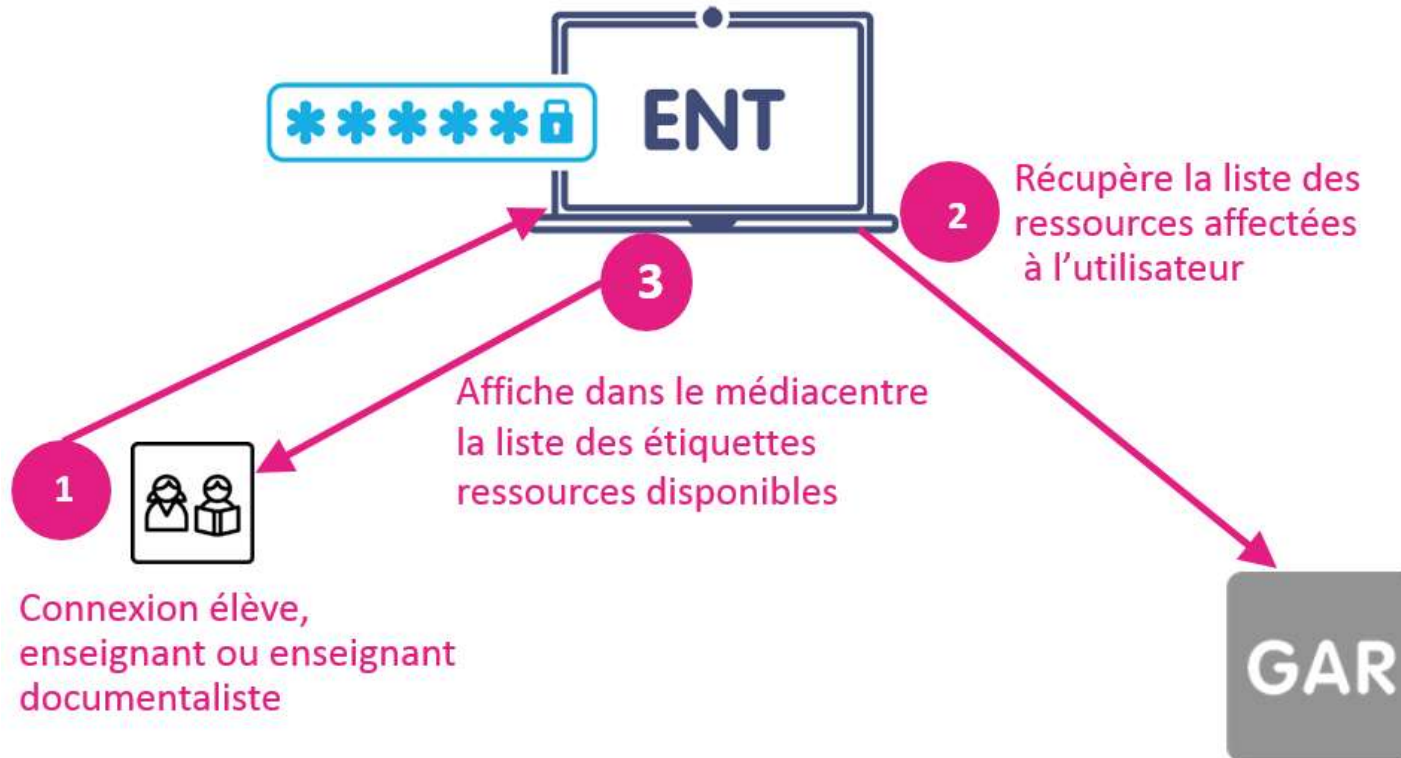 *****
ENT
2
Récupère la liste des
ressources affectées
à l'utilisateur
3
Affiche dans le médiacentre
la liste des étiquettes
ressources disponibles
1
Connexion élève,
enseignant ou enseignant
documentaliste
GAR